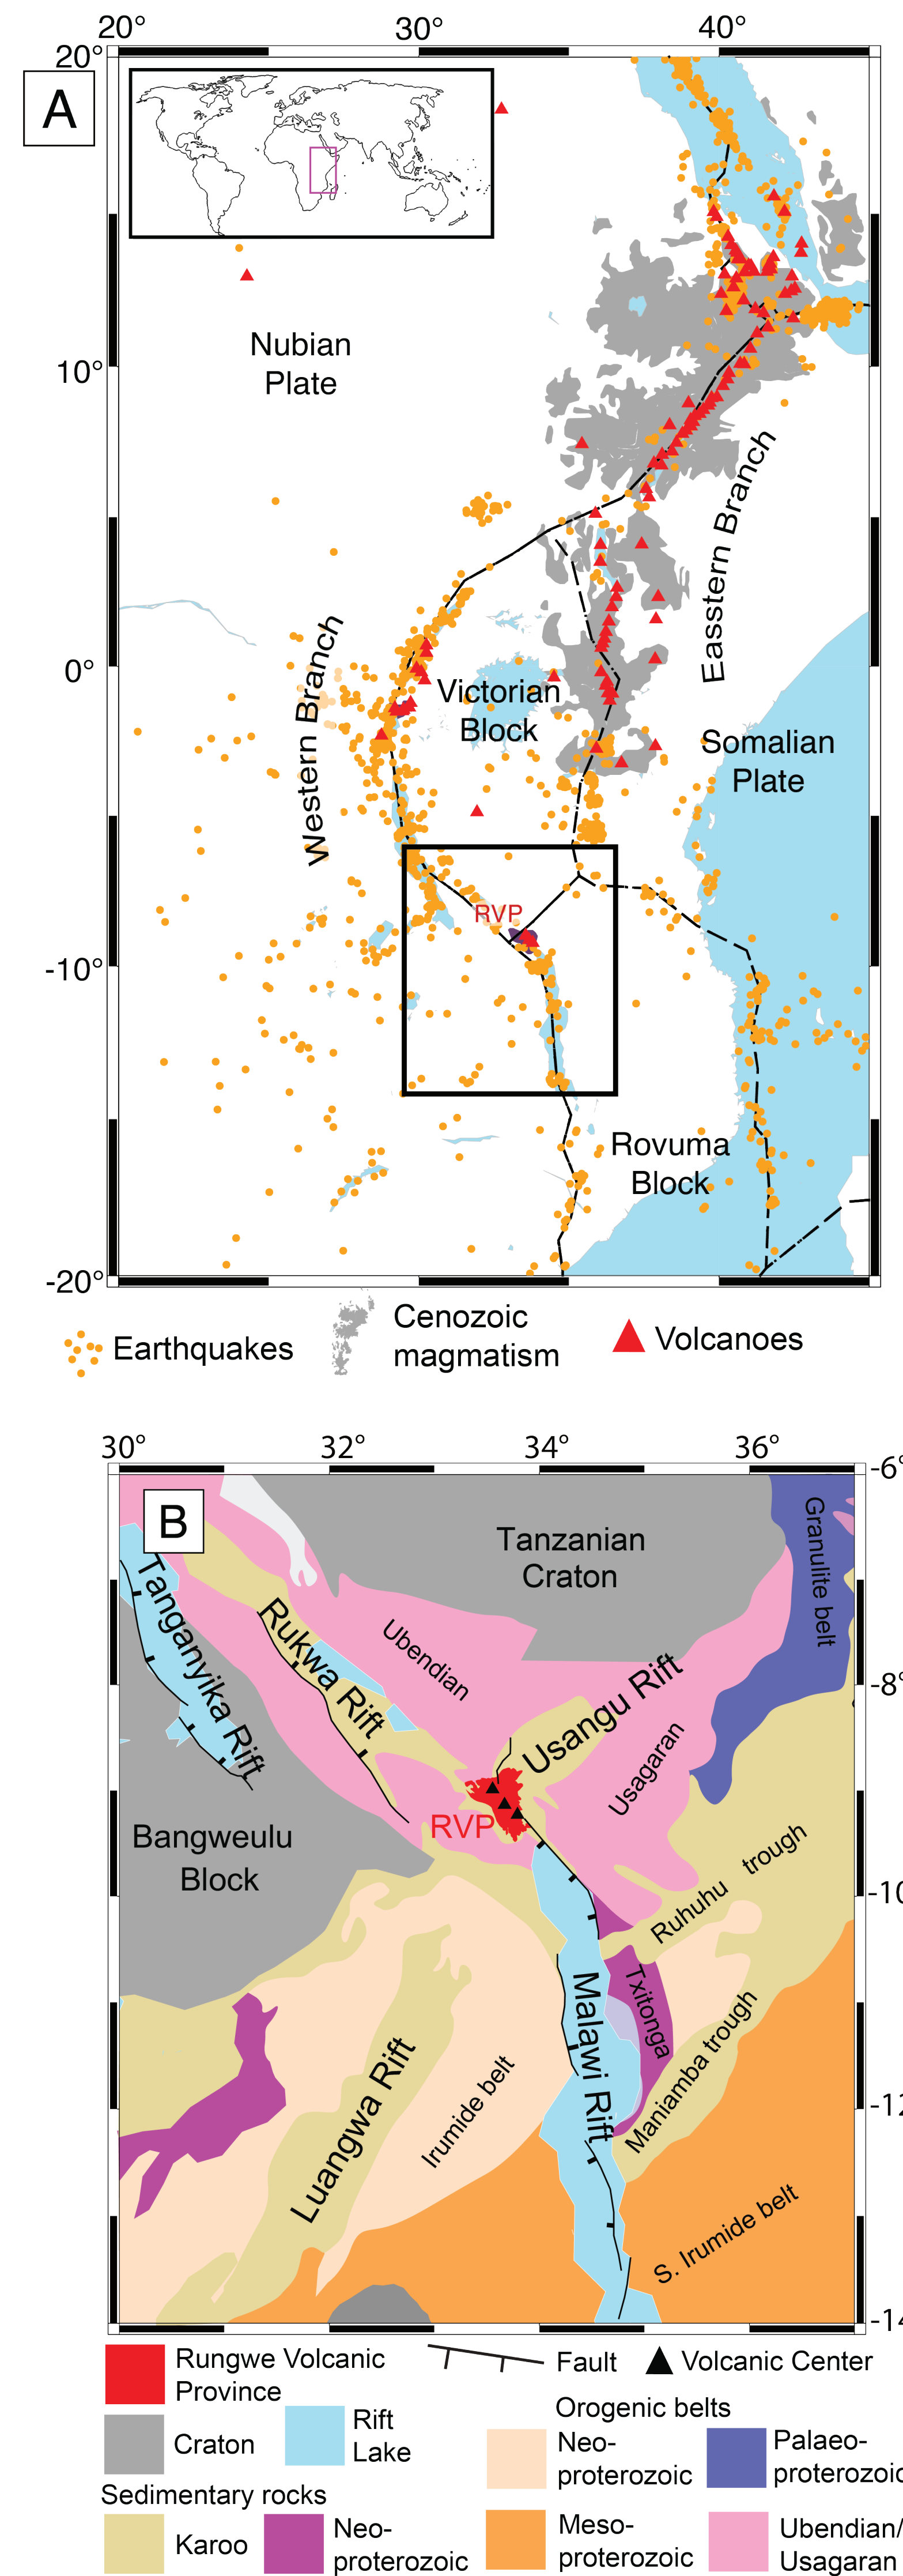 20°
30°
40°
20°
A
Nubian
Plate
10°
Easstern Branch
Western Branch
0°
Victorian
Block
Somalian
Plate
RVP
-10°
Rovuma
Block
-20°
Earthquakes
Cenozoic
magmatism
Volcanoes
30°
32°
34°
36°
-6°
B
Tanzanian
Craton
Granulite belt
Tanganyika Rift
Rukwa Rift
Ubendian
-8°
Usangu Rift
Usagaran
RVP
Bangweulu
Block
Ruhuhu trough
-10
Malawi Rift
Txitonga
Maniamba trough
Luangwa Rift
Irumide belt
-12
S. Irumide belt
-14
Rungwe Volcanic
Province
Fault
Volcanic Center
Orogenic belts
Craton
Rift
Lake
Neo-
proterozoic
Palaeo-
proterozoic
Sedimentary rocks
Karoo
Neo-
proterozoic
Meso-
proterozoic
Ubendian/
Usagaran